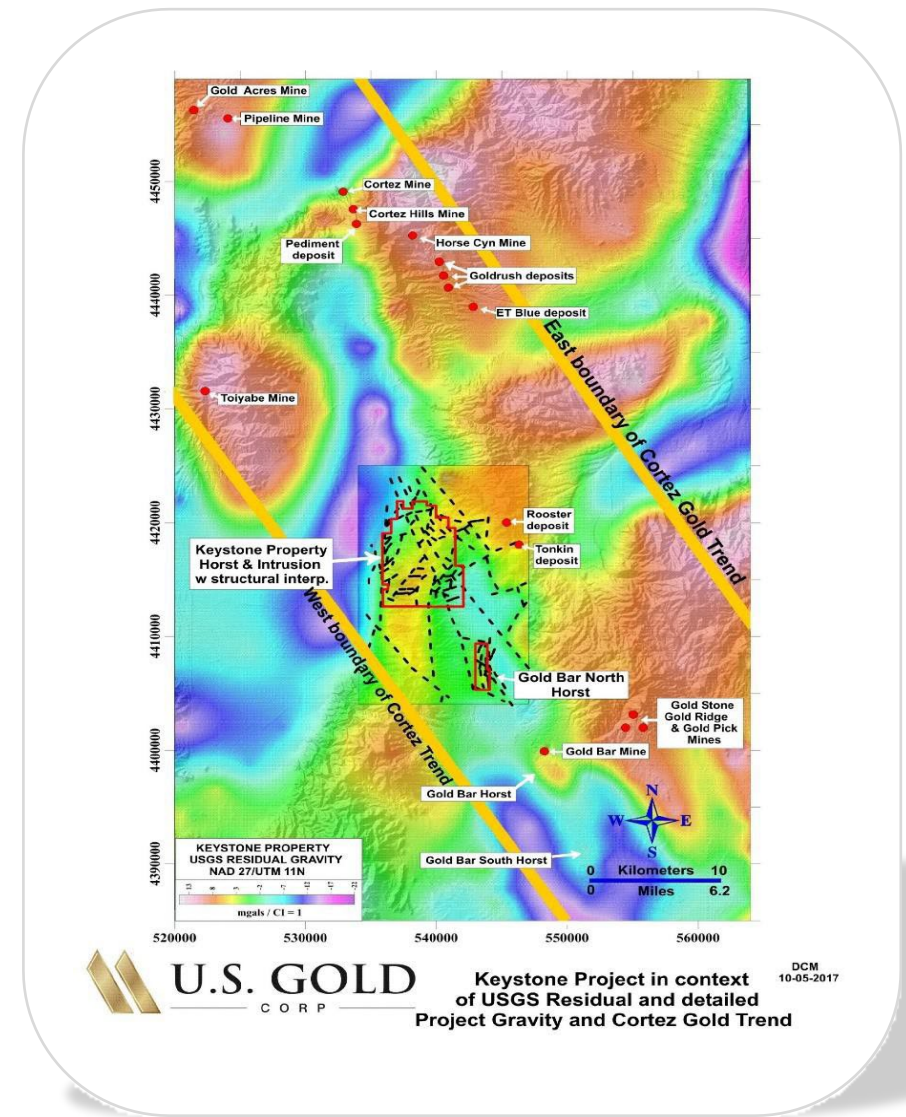 Gold Acres Mine
Pipeline Mine
4450000
Cortez Mine
Cortez Hills Mine
Pediment
deposit
Horse Cyn Mine
Goldrush deposits
4440000
ET Blue deposit
East boundary of Cortez Gold Trend
Toiyabe Mine
4430000
Rooster
deposit
4420000
Tonkin
deposit
Keystone Property
Horst & Intrusion
w structural interp.
West boundary of Cortez Trend
4410000
Gold Bar North
Horst
Gold Stone
Gold Ridge
& Gold Pick
Mines
4400000
Gold Bar Mine
Gold Bar Horst
N
W E
S
Gold Bar South Horst
4390000
KEYSTONE PROPERTY
USGS RESIDUAL GRAVITY
NAD 27/UTM 11N
mgals / CI = 1
0 Kilometers 10
0 Miles 6.2
520000 530000 540000 550000 560000
U.S. GOLD
CORP
Keystone Project in context
of USGS Residual and detailed
Project Gravity and Cortez Gold Trend
DCM
10-05-2017